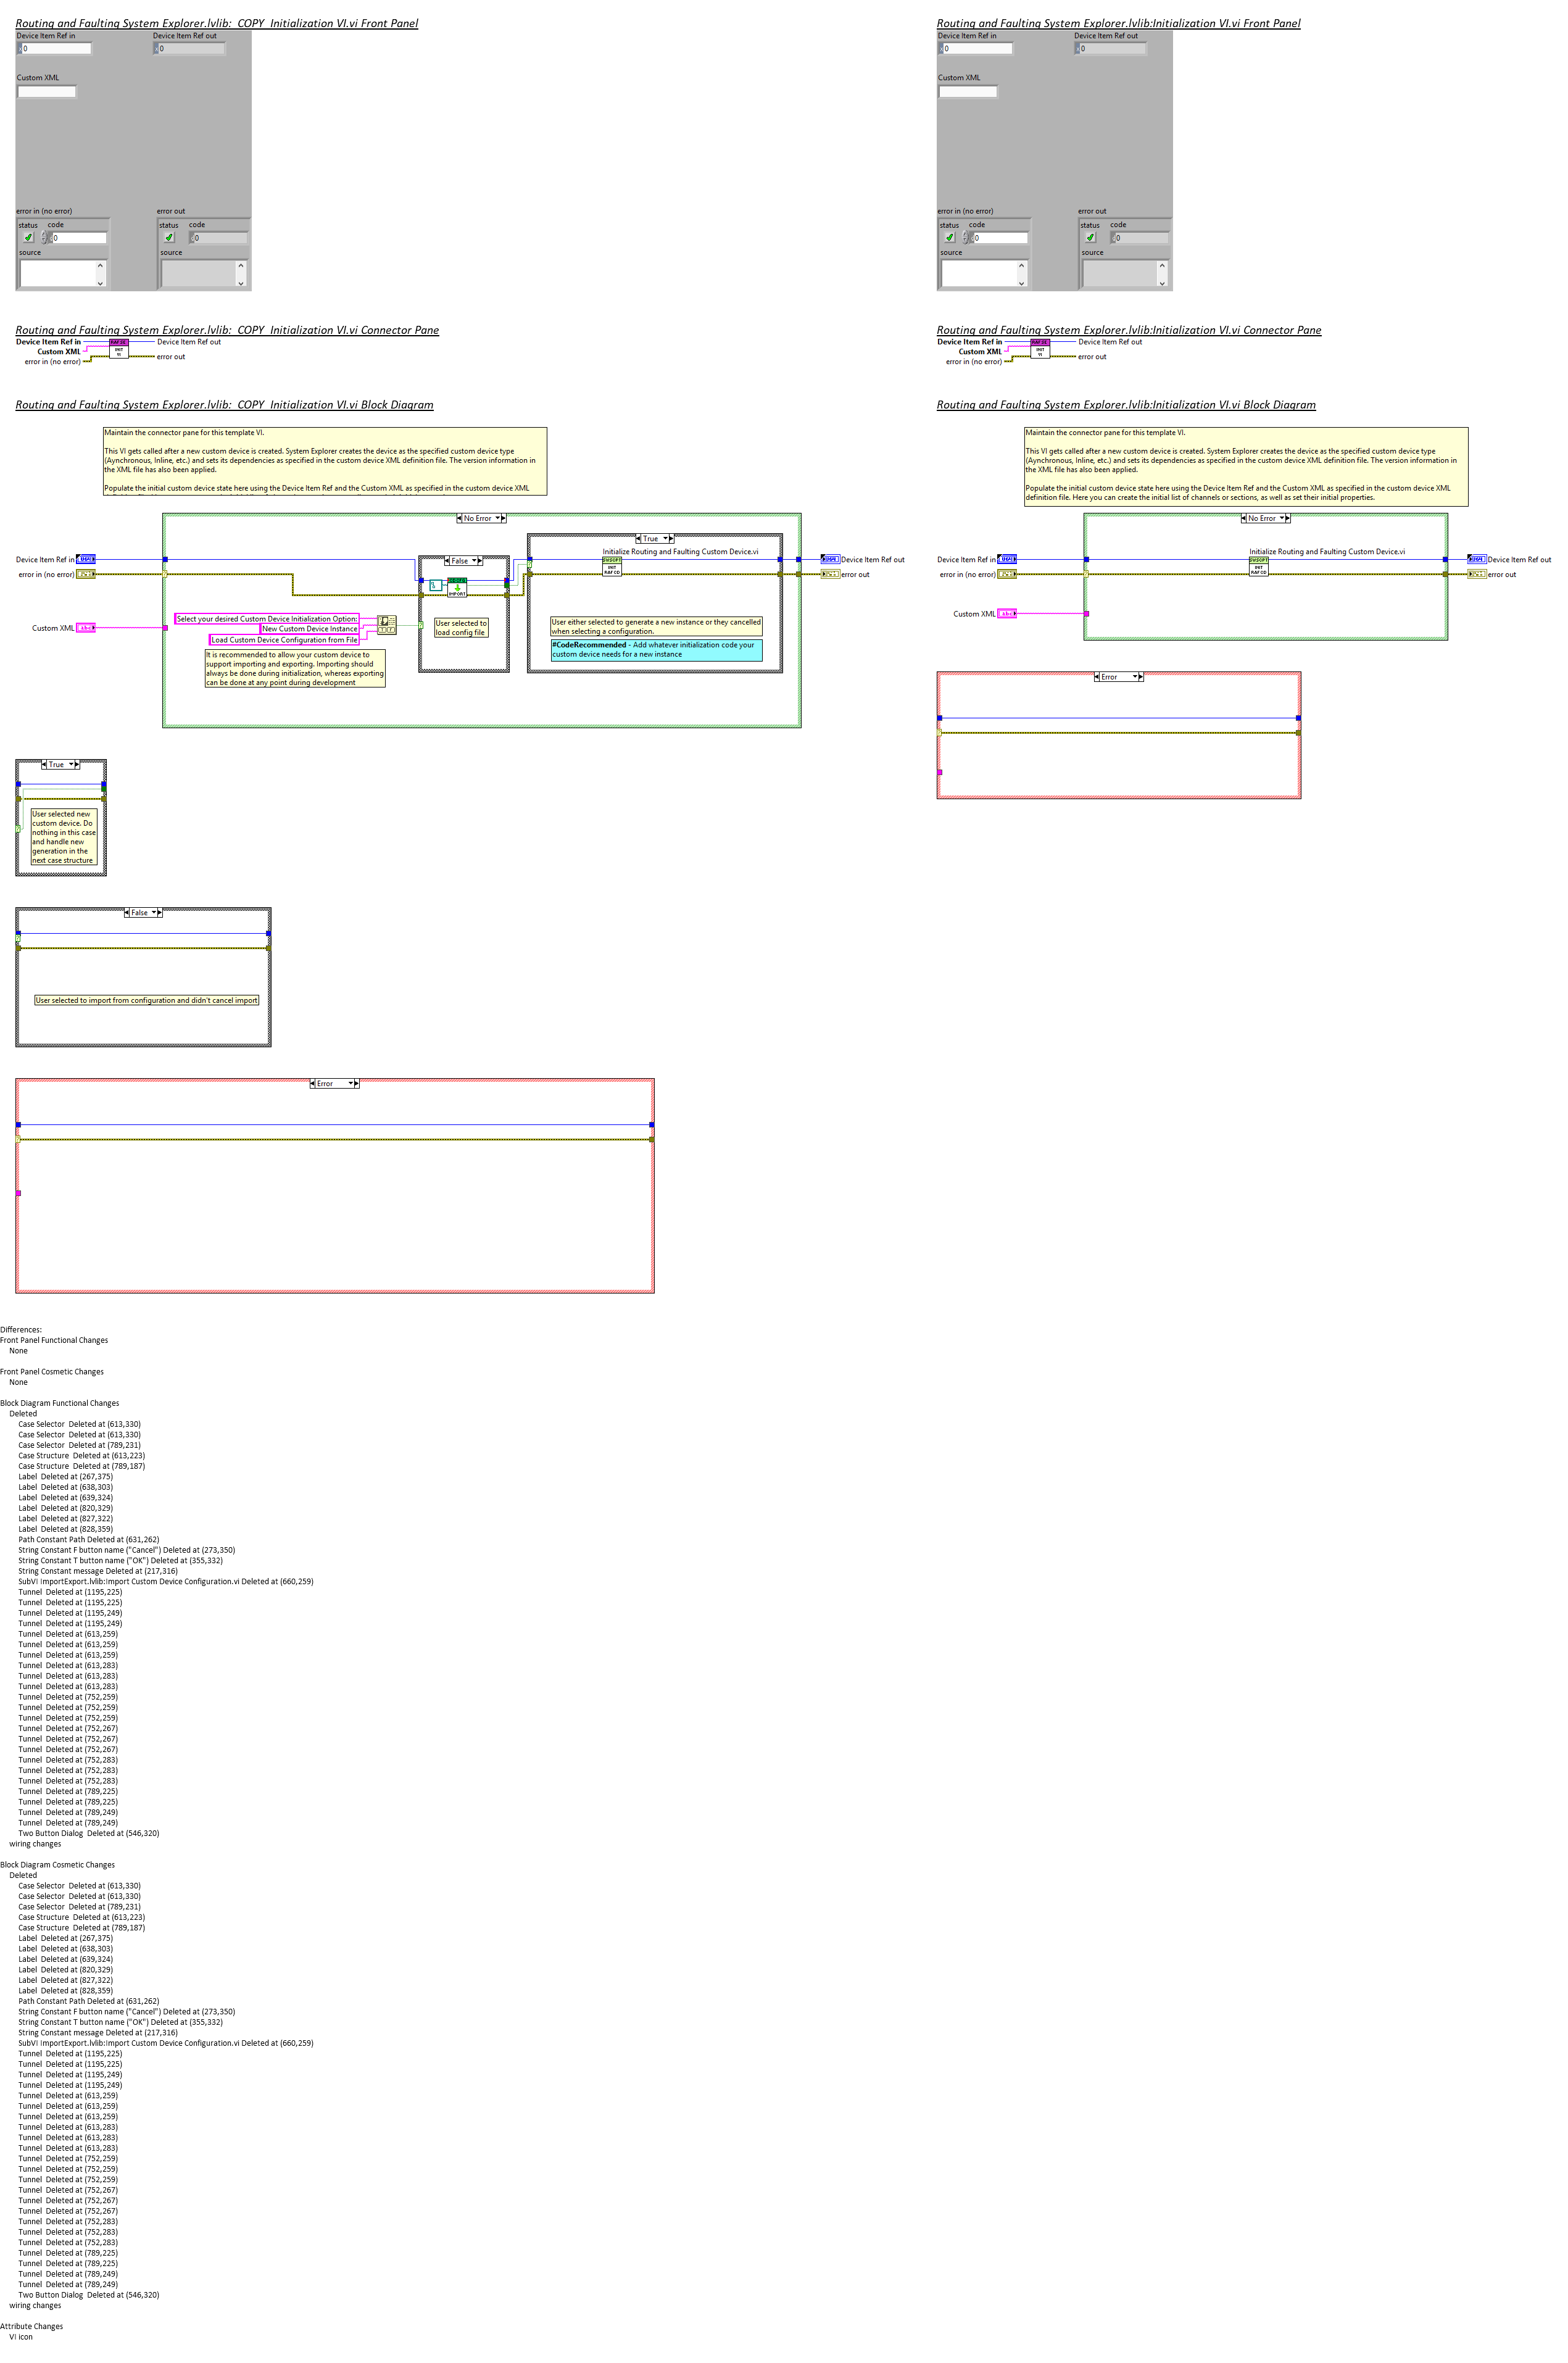 Routing and Faulting System Explorer.lvlib:_COPY_Initialization VI.vi Front Panel
Device Item Ref in
Device Item Ref out
0
0
Custom XML
error in (no error)
error out
status
code
status
code
0
0
source
source
Routing and Faulting System Explorer.lvlib:Initialization VI.vi Front Panel
Device Item Ref in
Device Item Ref out
0
0
Custom XML
error in (no error)
error out
status
code
status
code
0
0
source
source
Routing and Faulting System Explorer.lvlib:_COPY_Initialization VI.vi Connector Pane
Device Item Ref in
Device Item Ref out
Custom XML
error in (no error)
error out
INIT
VI
Routing and Faulting System Explorer.lvlib:Initialization VI.vi Connector Pane
Device Item Ref in
Device Item Ref out
Custom XML
error in (no error)
error out
INIT
VI
Routing and Faulting System Explorer.lvlib:_COPY_Initialization VI.vi Block Diagram
Maintain the connector pane for this template VI.
This VI gets called after a new custom device is created. System Explorer creates the device as the specified custom device type
(Aynchronous, Inline, etc.) and sets its dependencies as specified in the custom device XML definition file. The version information in
the XML file has also been applied.
Populate the initial custom device state here using the Device Item Ref and the Custom XML as specified in the custom device XML
No Error
True
Initialize Routing and Faulting Custom Device.vi
INIT
RAF CD
False
IMPORT
Device Item Ref in
error in (no error)
Custom XML
Device Item Ref out
error out
Select your desired Custom Device Initialization Option:
New Custom Device Instance
Load Custom Device Configuration from File
It is recommended to allow your custom device to
support importing and exporting. Importing should
always be done during initialization, whereas exporting
can be done at any point during development
User selected to
load config file
User either selected to generate a new instance or they cancelled
when selecting a configuration.
#CodeRecommended - Add whatever initialization code your
custom device needs for a new instance
Routing and Faulting System Explorer.lvlib:Initialization VI.vi Block Diagram
Maintain the connector pane for this template VI.
This VI gets called after a new custom device is created. System Explorer creates the device as the specified custom device type
(Aynchronous, Inline, etc.) and sets its dependencies as specified in the custom device XML definition file. The version information in
the XML file has also been applied.
Populate the initial custom device state here using the Device Item Ref and the Custom XML as specified in the custom device XML
definition file. Here you can create the initial list of channels or sections, as well as set their initial properties.
No Error
Initialize Routing and Faulting Custom Device.vi
INIT
RAF CD
Device Item Ref in
error in (no error)
Custom XML
Device Item Ref out
error out
Error
True
User selected new
custom device. Do
nothing in this case
and handle new
generation in the
next case structure
False
User selected to import from configuration and didn't cancel import
Error
Differences:
Front Panel Functional Changes
None
Front Panel Cosmetic Changes
None
Block Diagram Functional Changes
Deleted
Case Selector Deleted at (613,330)
Case Selector Deleted at (613,330)
Case Selector Deleted at (789,231)
Case Structure Deleted at (613,223)
Case Structure Deleted at (789,187)
Label Deleted at (267,375)
Label Deleted at (638,303)
Label Deleted at (639,324)
Label Deleted at (820,329)
Label Deleted at (827,322)
Label Deleted at (828,359)
Path Constant Path Deleted at (631,262)
String Constant F button name ("Cancel") Deleted at (273,350)
String Constant T button name ("OK") Deleted at (355,332)
String Constant message Deleted at (217,316)
SubVI ImportExport.lvlib:Import Custom Device Configuration.vi Deleted at (660,259)
Tunnel Deleted at (1195,225)
Tunnel Deleted at (1195,225)
Tunnel Deleted at (1195,249)
Tunnel Deleted at (1195,249)
Tunnel Deleted at (613,259)
Tunnel Deleted at (613,259)
Tunnel Deleted at (613,259)
Tunnel Deleted at (613,283)
Tunnel Deleted at (613,283)
Tunnel Deleted at (613,283)
Tunnel Deleted at (752,259)
Tunnel Deleted at (752,259)
Tunnel Deleted at (752,259)
Tunnel Deleted at (752,267)
Tunnel Deleted at (752,267)
Tunnel Deleted at (752,267)
Tunnel Deleted at (752,283)
Tunnel Deleted at (752,283)
Tunnel Deleted at (752,283)
Tunnel Deleted at (789,225)
Tunnel Deleted at (789,225)
Tunnel Deleted at (789,249)
Tunnel Deleted at (789,249)
Two Button Dialog Deleted at (546,320)
wiring changes
Block Diagram Cosmetic Changes
Deleted
Case Selector Deleted at (613,330)
Case Selector Deleted at (613,330)
Case Selector Deleted at (789,231)
Case Structure Deleted at (613,223)
Case Structure Deleted at (789,187)
Label Deleted at (267,375)
Label Deleted at (638,303)
Label Deleted at (639,324)
Label Deleted at (820,329)
Label Deleted at (827,322)
Label Deleted at (828,359)
Path Constant Path Deleted at (631,262)
String Constant F button name ("Cancel") Deleted at (273,350)
String Constant T button name ("OK") Deleted at (355,332)
String Constant message Deleted at (217,316)
SubVI ImportExport.lvlib:Import Custom Device Configuration.vi Deleted at (660,259)
Tunnel Deleted at (1195,225)
Tunnel Deleted at (1195,225)
Tunnel Deleted at (1195,249)
Tunnel Deleted at (1195,249)
Tunnel Deleted at (613,259)
Tunnel Deleted at (613,259)
Tunnel Deleted at (613,259)
Tunnel Deleted at (613,283)
Tunnel Deleted at (613,283)
Tunnel Deleted at (613,283)
Tunnel Deleted at (752,259)
Tunnel Deleted at (752,259)
Tunnel Deleted at (752,259)
Tunnel Deleted at (752,267)
Tunnel Deleted at (752,267)
Tunnel Deleted at (752,267)
Tunnel Deleted at (752,283)
Tunnel Deleted at (752,283)
Tunnel Deleted at (752,283)
Tunnel Deleted at (789,225)
Tunnel Deleted at (789,225)
Tunnel Deleted at (789,249)
Tunnel Deleted at (789,249)
Two Button Dialog Deleted at (546,320)
wiring changes
Attribute Changes
VI icon